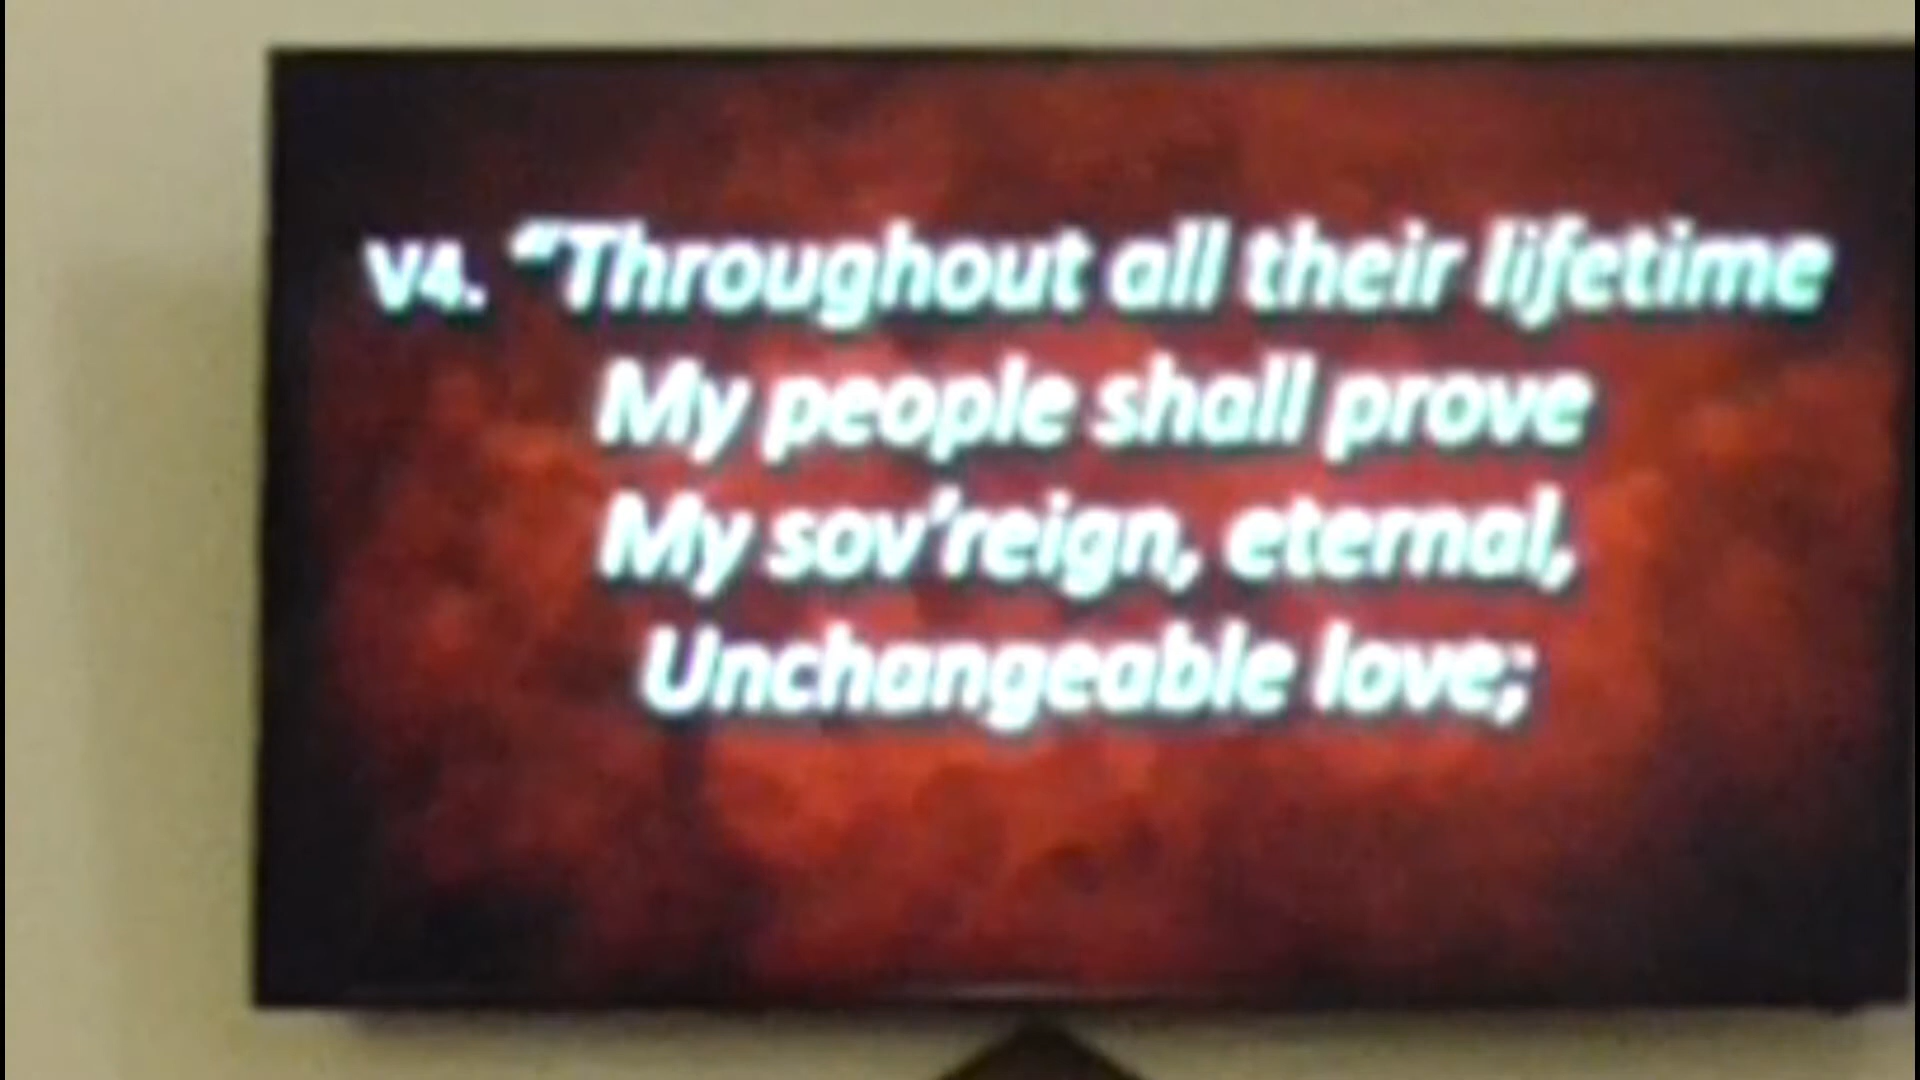 V4. “Throughout all their lifetime
My people shall prove
My sov’reign, eternal,
Unchangeable love;